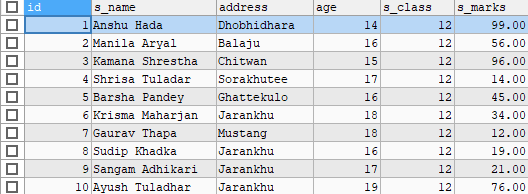 id s_name address age s_class s_marks
1 Anshu Hada Dhobhidhara 14 12 99.00
2 Manila Aryal Balaju 16 12 56.00
3 Kamana Shrestha Chitwan 15 12 96.00
4 Shrisa Tuladar Sorakhutee 17 12 14.00
5 Barsha Pandey Ghattekulo 16 12 45.00
6 Krisma Maharjan Jarankhu 18 12 34.00
7 Gaurav Thapa Mustang 18 12 12.00
8 Sudip Khadka Jarankhu 16 12 19.00
9 Sangam Adhikari Jarankhu 17 12 21.00
10 Ayush Tuladhar Jarankhu 19 12 76.00